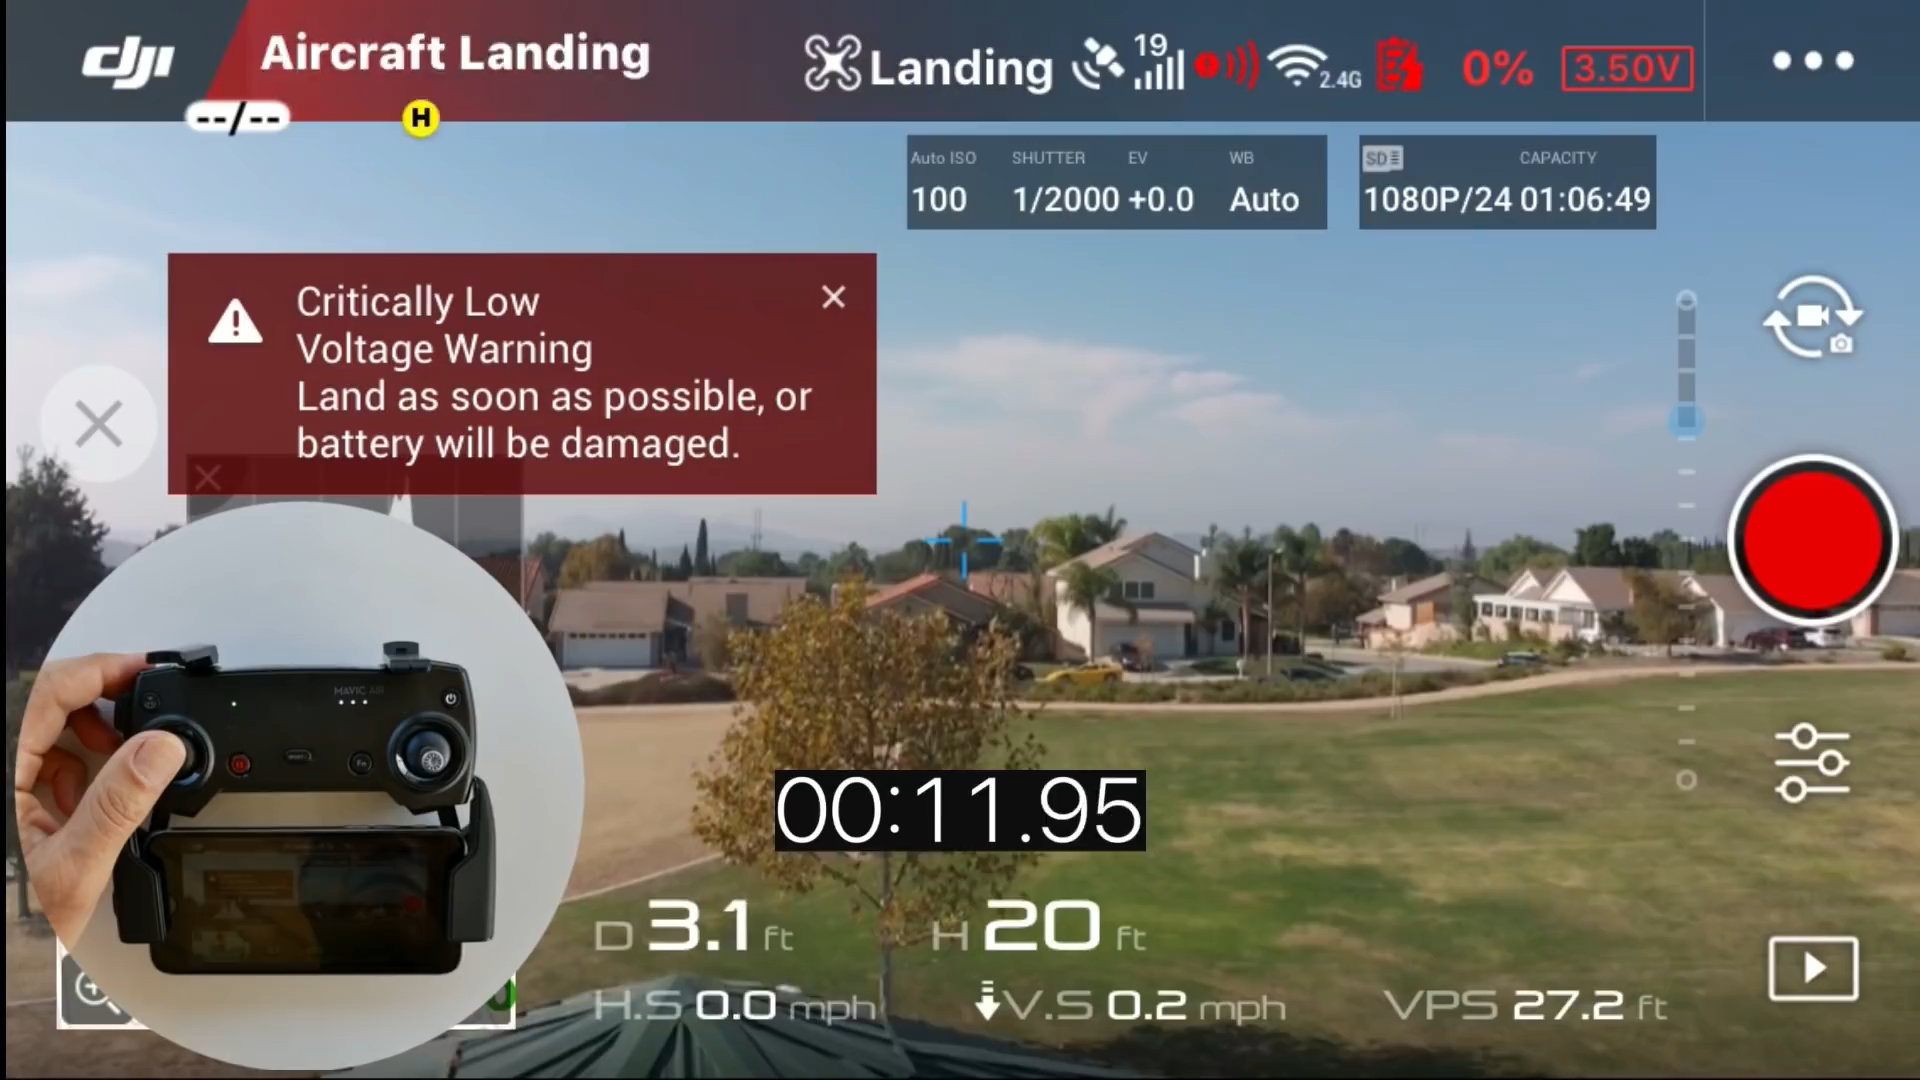 dji
Aircraft Landing
Landing
19
2.4G
0%
3.50V
--/--
H
Auto ISO
SHUTTER
EV
WB
100
1/2000
+0.0
Auto
SD
CAPACITY
1080P/24
01:06:49
Critically Low
Voltage Warning
Land as soon as possible, or
battery will be damaged.
MAVIC AIR
Fn
00:11.95
D 3.1 ft
H 20 ft
H.S 0.0 mph
V.S 0.2 mph
VPS 27.2 ft